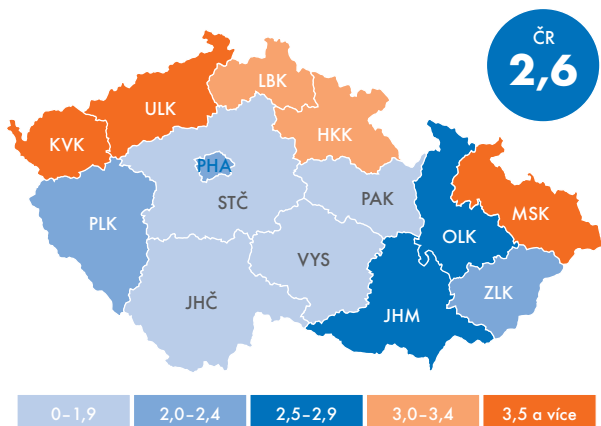 ČR
2,6
LBK
ULK
KVK
HKK
PHA
STČ
PAK
MSK
PLK
OLK
VYS
ZLK
JHČ
JHM
0–1,9
2,0–2,4
2,5–2,9
3,0–3,4
3,5 a více